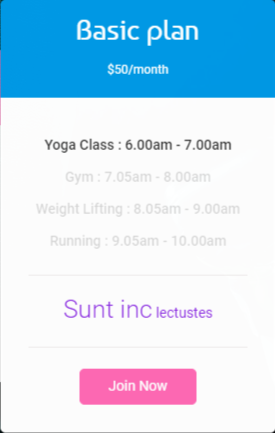 Basic plan
$50/month
Yoga Class : 6.00am - 7.00am
Gym : 7.05am - 8.00am
Weight Lifting : 8.05am - 9.00am
Running : 9.05am - 10.00am
Sunt inc lectustes
Join Now